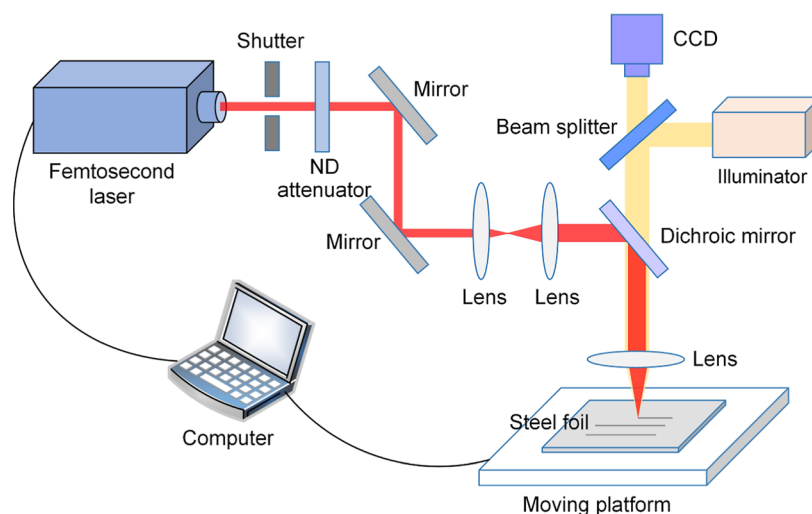 Shutter
CCD
Mirror
Beam splitter
Femtosecond
laser
ND
attenuator
Illuminator
Mirror
Dichroic mirror
Lens
Lens
Lens
Steel foil
Computer
Moving platform